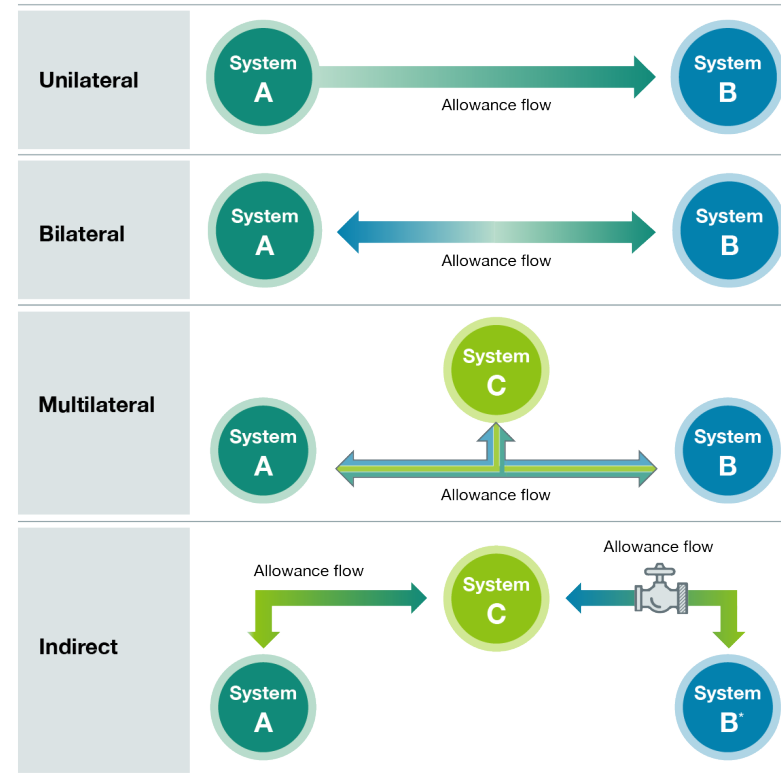 Unilateral
System
A
Allowance flow
System
B
Bilateral
System
A
Allowance flow
System
B
Multilateral
System
C
System
A
Allowance flow
System
B
Indirect
Allowance flow
System
C
Allowance flow
System
A
System
B*